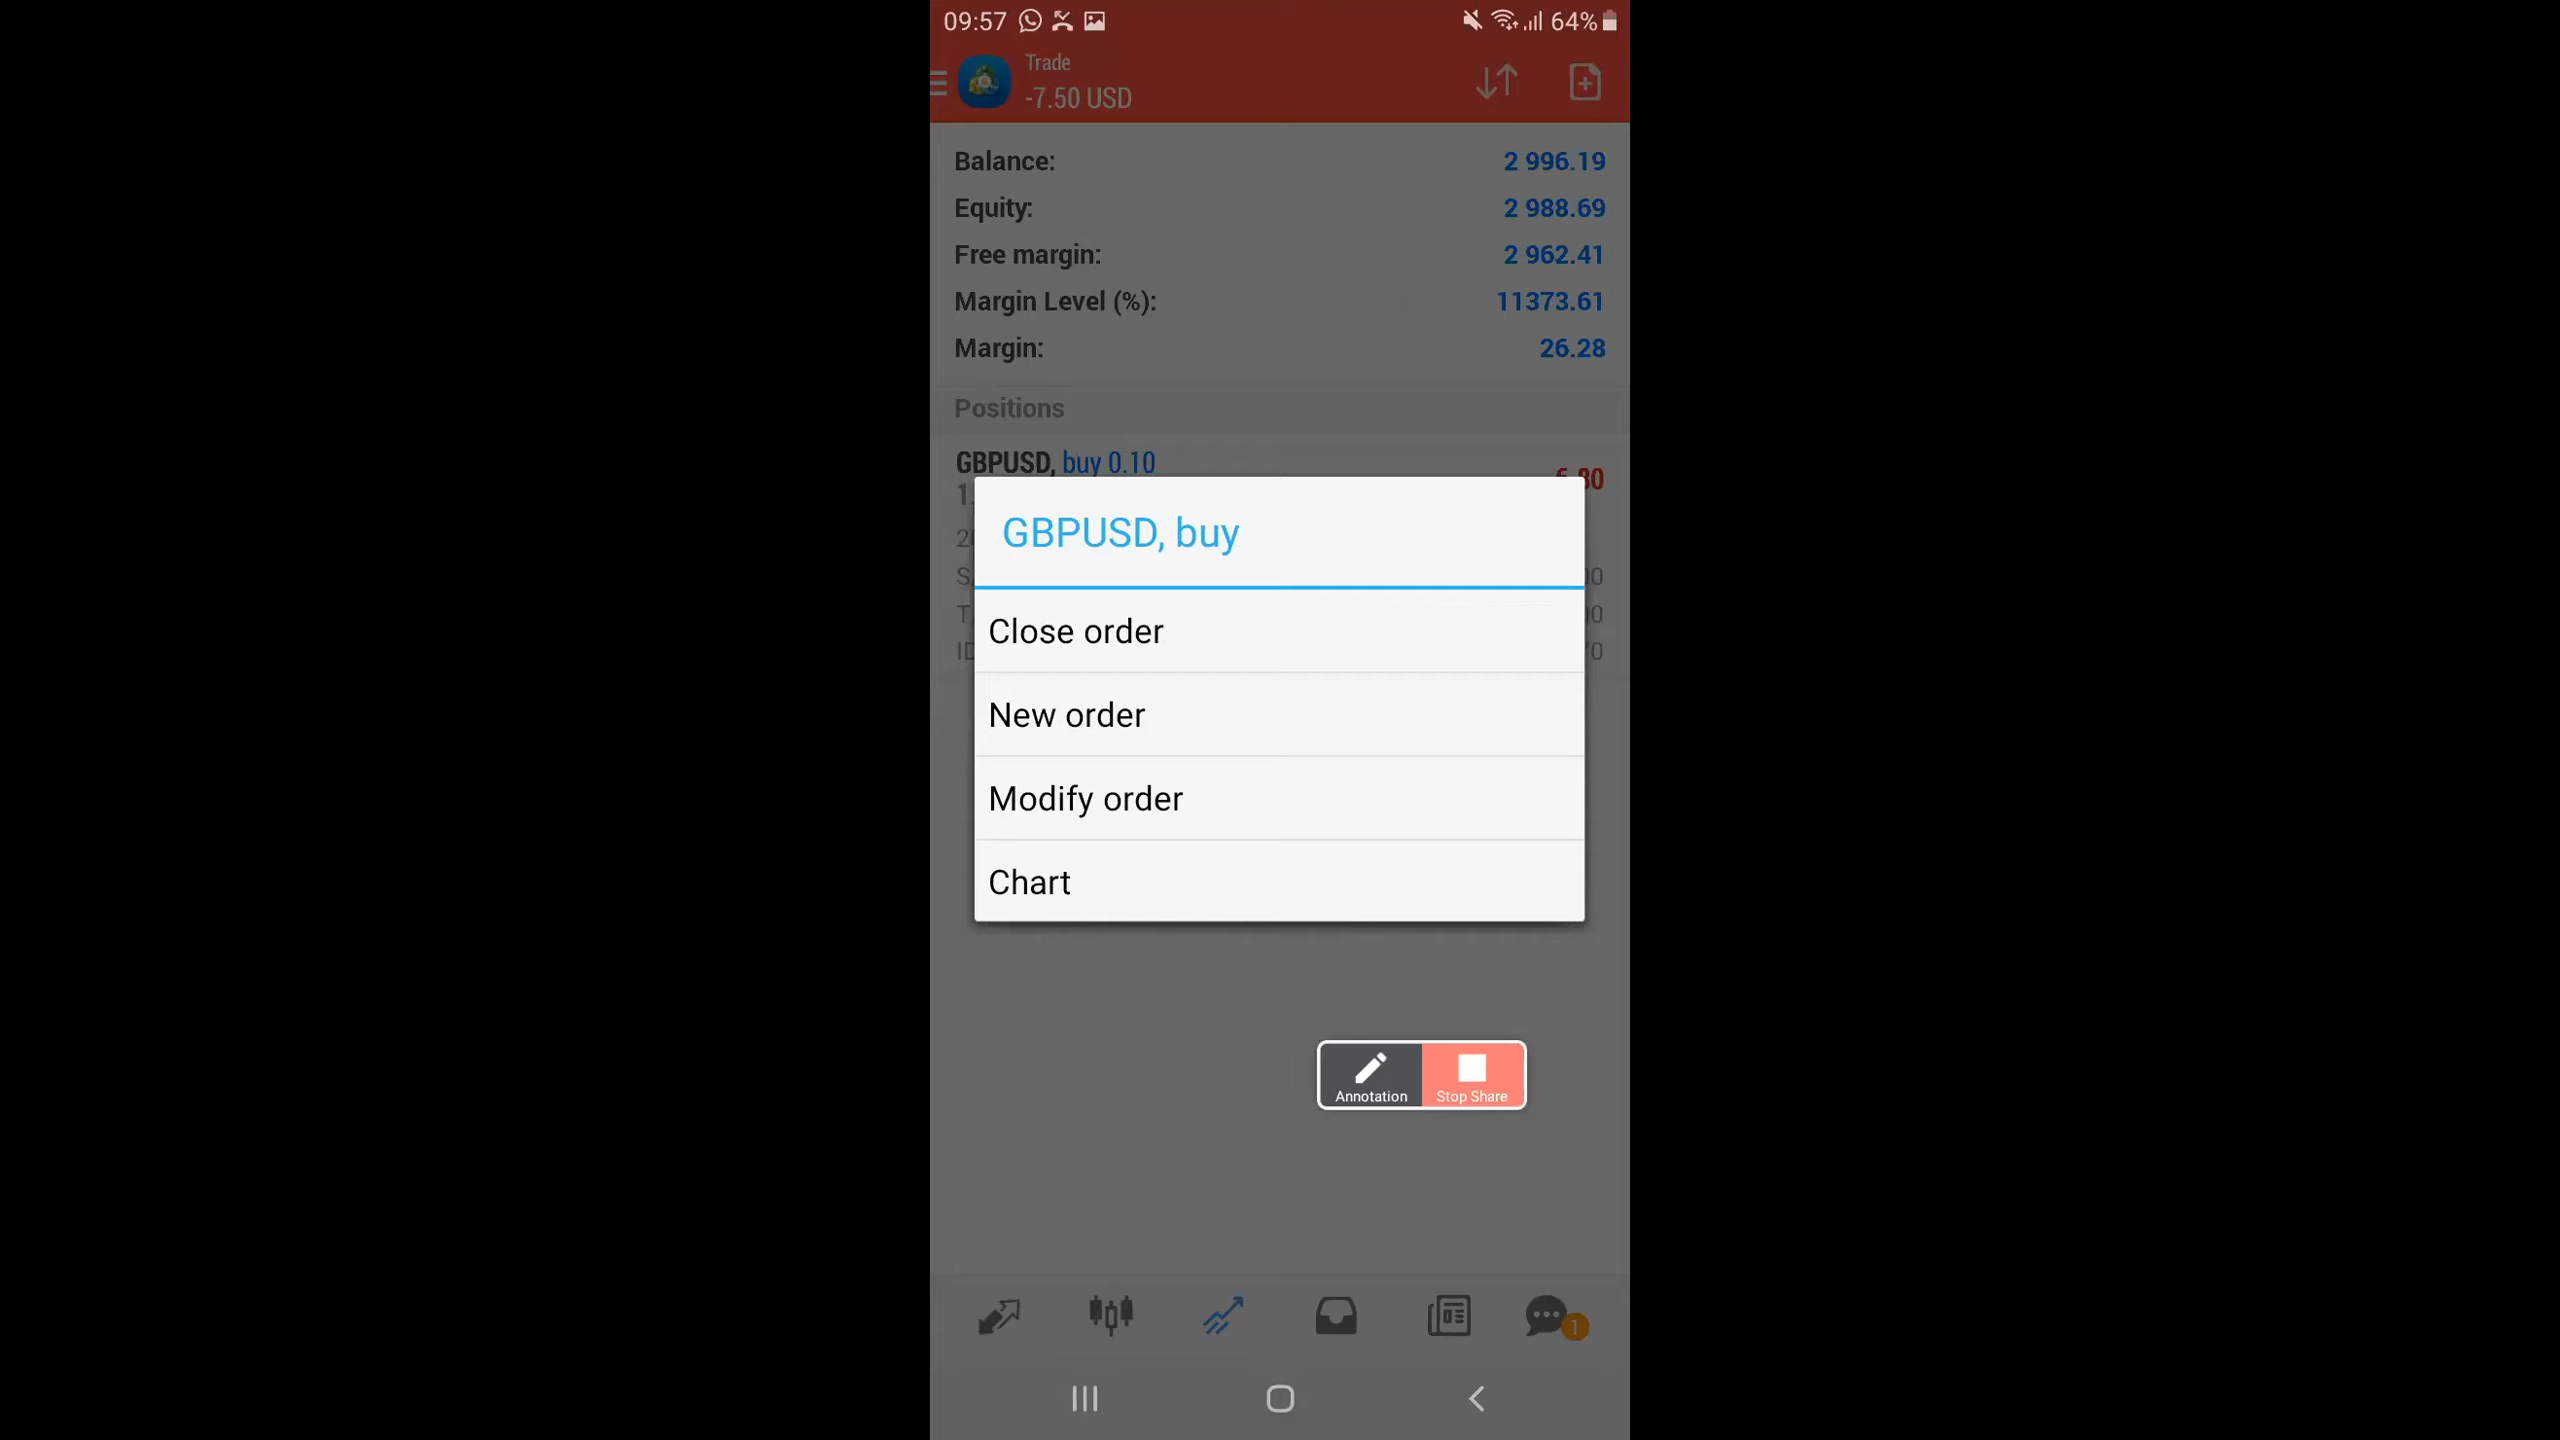 09:57
64%
Trade
-7.50 USD
Balance: 2 996.19
Equity: 2 988.69
Free margin: 2 962.41
Margin Level (%): 11373.61
Margin: 26.28
Positions
GBPUSD, buy 0.10
GBPUSD, buy
Close order
New order
Modify order
Chart
Annotation
Stop Share
1